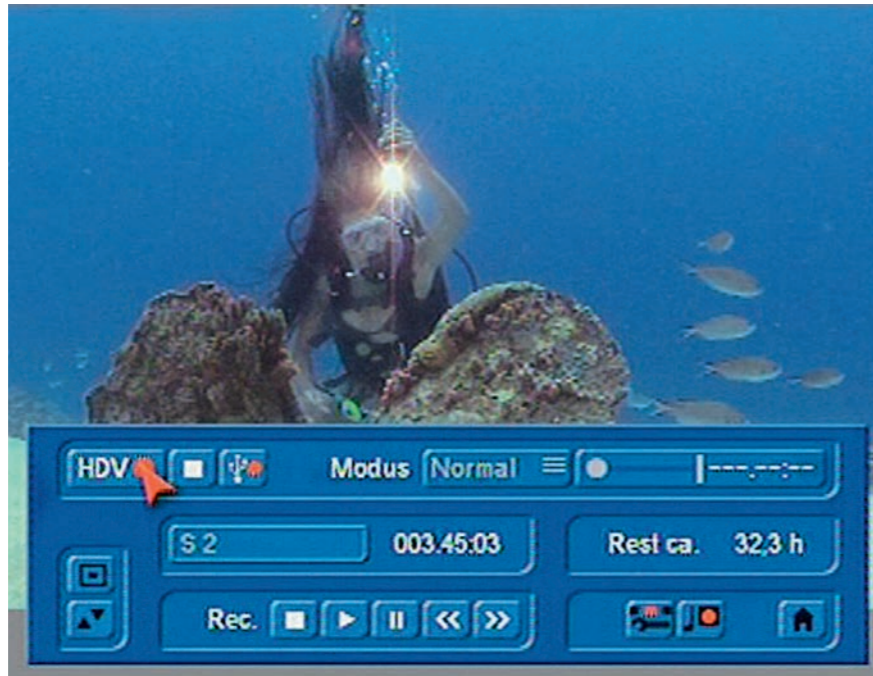 HDV Modus Normal ---.--:--
S 2 003.45:03 Rest ca. 32,3 h
Rec.